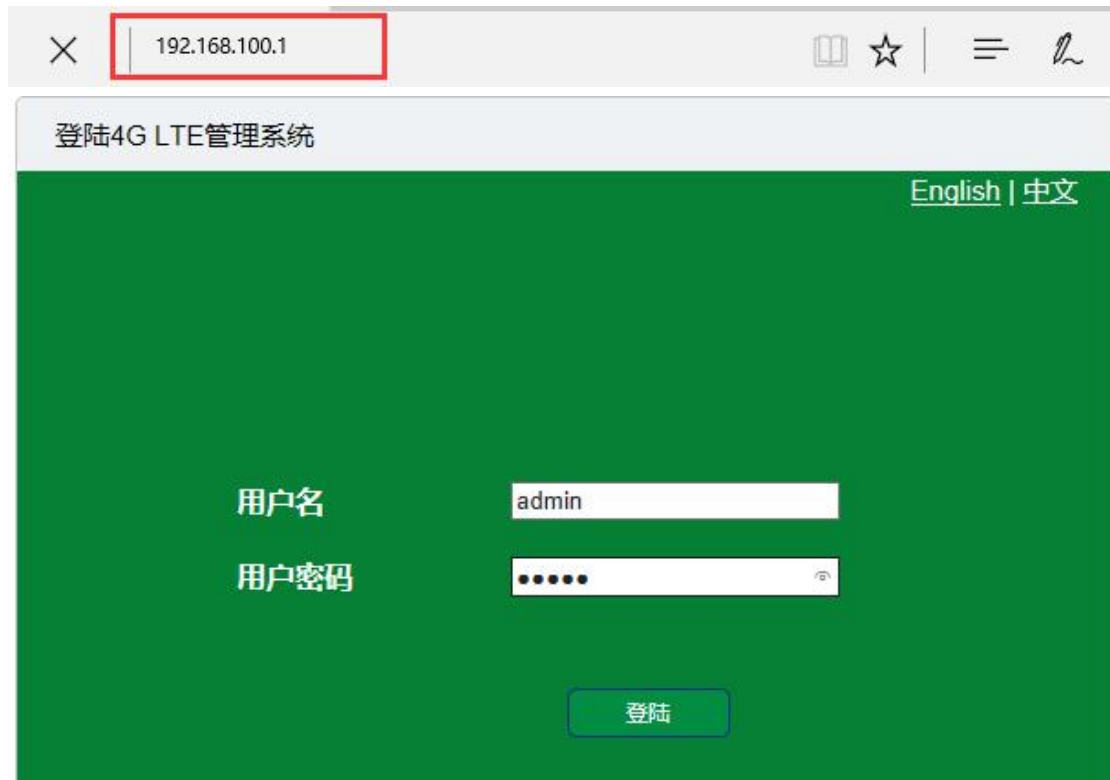 192.168.100.1
登陆4G LTE管理系统
English | 中文
用户名 admin
用户密码 •••••
登陆